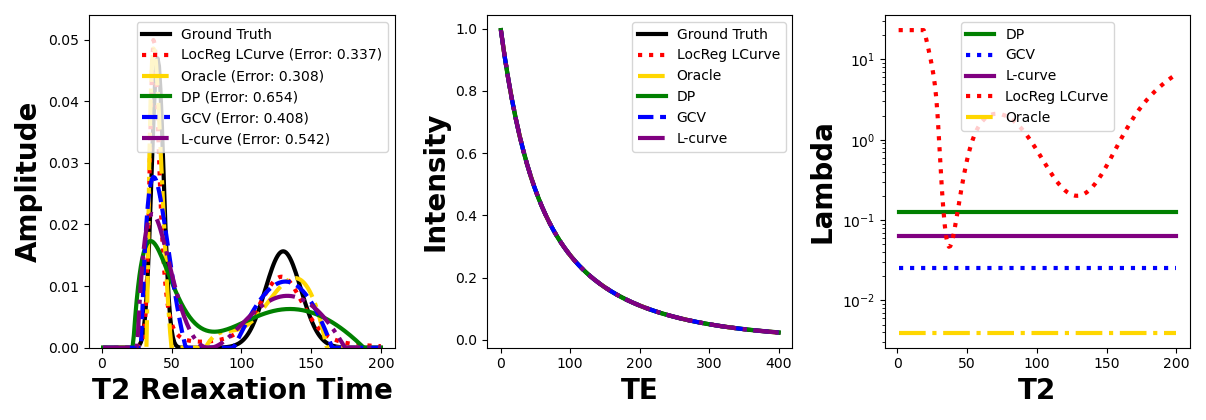 Amplitude
0.05
0.04
0.03
0.02
0.01
0.00
Ground Truth
LocReg LCurve (Error: 0.337)
Oracle (Error: 0.308)
DP (Error: 0.654)
GCV (Error: 0.408)
L-curve (Error: 0.542)
0 50 100 150 200
T2 Relaxation Time
Intensity
1.0
0.8
0.6
0.4
0.2
0.0
Ground Truth
LocReg LCurve
Oracle
DP
GCV
L-curve
0 100 200 300 400
TE
Lambda
10¹
10⁰
10⁻¹
10⁻²
DP
GCV
L-curve
LocReg LCurve
Oracle
0 50 100 150 200
T2